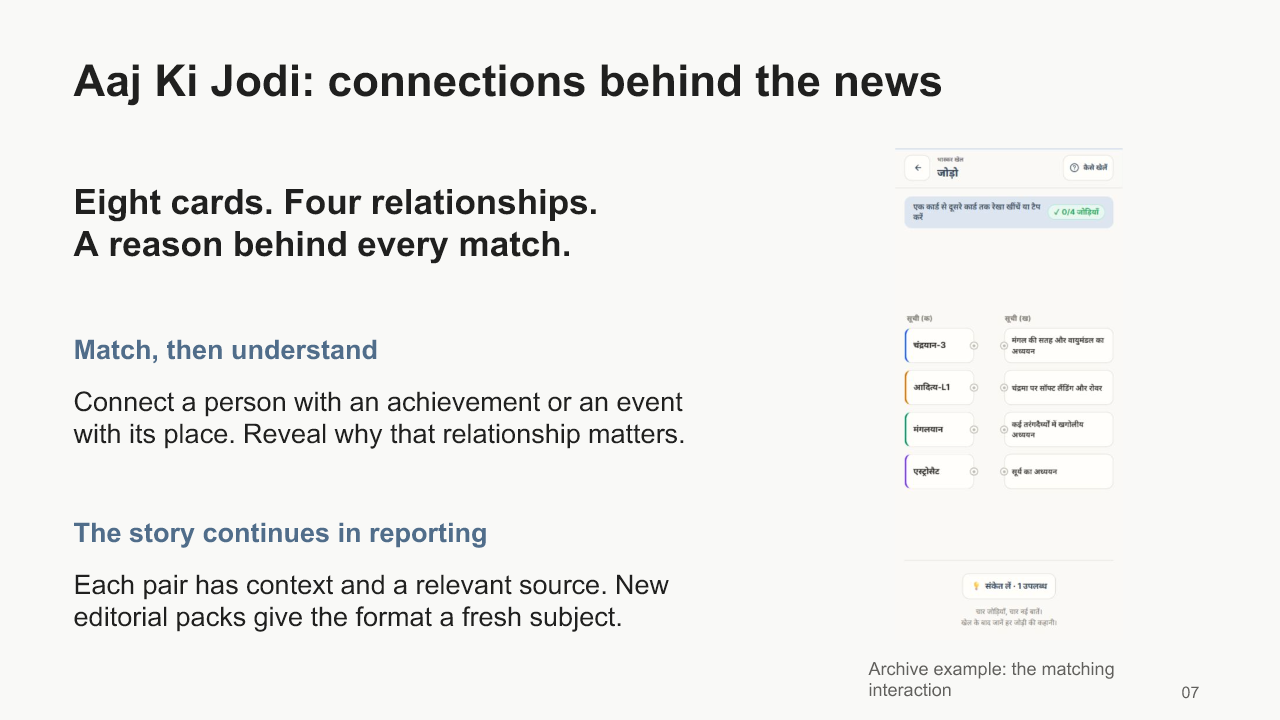 Aaj Ki Jodi: connections behind the news
Eight cards. Four relationships.
A reason behind every match.
Match, then understand
Connect a person with an achievement or an event
with its place. Reveal why that relationship matters.
The story continues in reporting
Each pair has context and a relevant source. New
editorial packs give the format a fresh subject.
भास्कर खेल
जोड़ो
कैसे खेलें
एक कार्ड से दूसरे कार्ड तक रेखा खींचें या टैप
करें
✓ 0/4 जोड़ियाँ
सूची (क)
सूची (ख)
चंद्रयान-3
मंगल की सतह और वायुमंडल का
अध्ययन
आदित्य-L1
चंद्रमा पर सॉफ्ट लैंडिंग और रोवर
मंगलयान
कई तरंगदैर्ध्यों में खगोलीय
अध्ययन
एस्ट्रोसैट
सूर्य का अध्ययन
संकेत लें · 1 उपलब्ध
चार जोड़ियाँ, चार नई बातें।
खेल के बाद जानें हर जोड़ी की कहानी।
Archive example: the matching
interaction
07